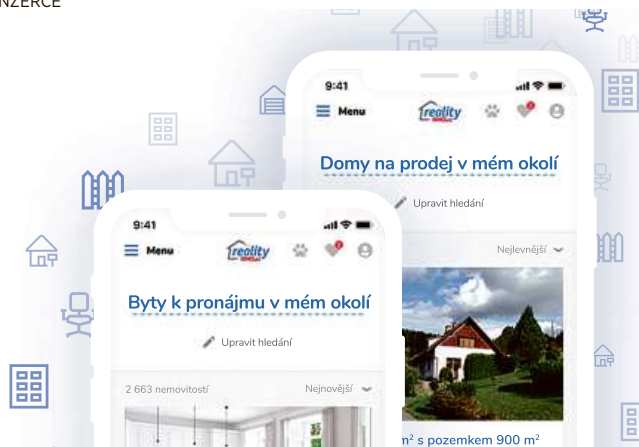 NZERCE
9:41
Menu
reality
Domy na prodej v mém okolí
Upravit hledání
Nejlevnější
m² s pozemkem 900 m²
9:41
Menu
reality
Byty k pronájmu v mém okolí
Upravit hledání
2 663 nemovitostí
Nejnovější